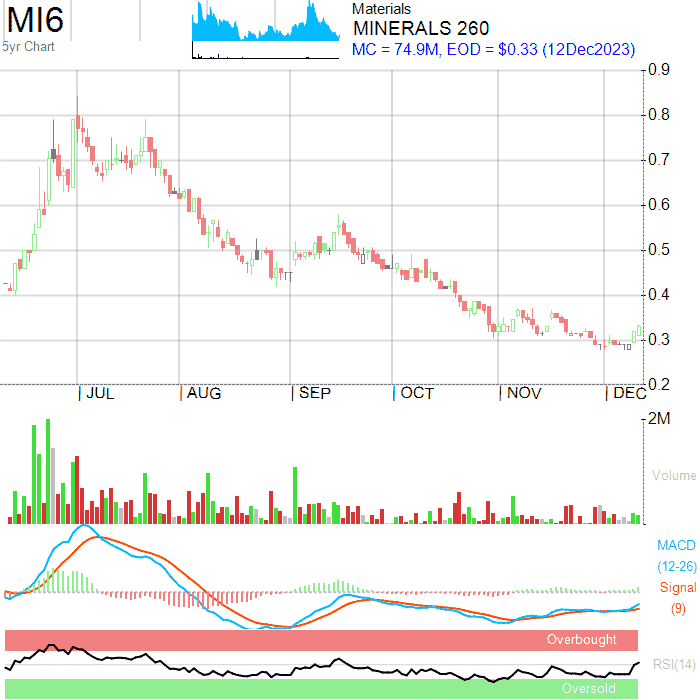 MI6
5yr Chart
Materials
MINERALS 260
MC = 74.9M, EOD = $0.33 (12Dec2023)
0.9
0.8
0.7
0.6
0.5
0.4
0.3
0.2
JUL AUG SEP OCT NOV DEC
2M
Volume
MACD
(12-26)
Signal
(9)
Overbought
RSI(14)
Oversold